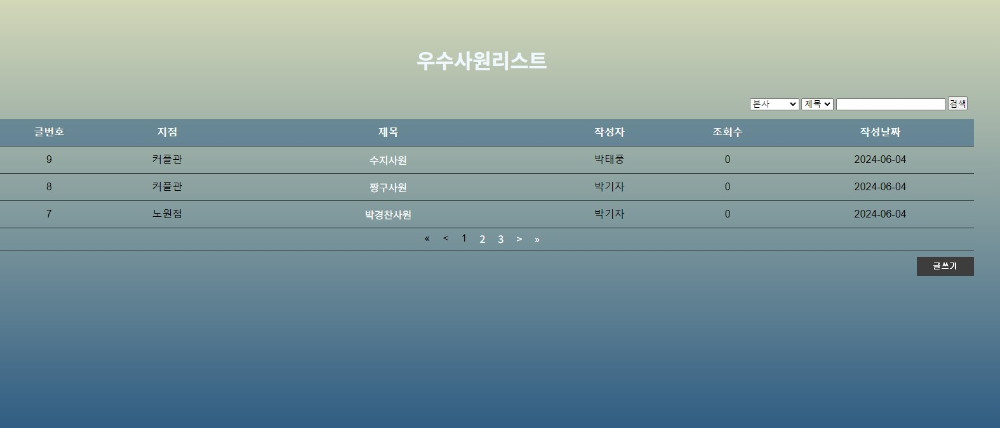 우수사원리스트
본사 제목 검색
글번호 지점 제목 작성자 조회수 작성날짜
9 커플관 수지사원 박태풍 0 2024-06-04
8 커플관 짱구사원 박기자 0 2024-06-04
7 노원점 박경찬사원 박기자 0 2024-06-04
« < 1 2 3 > »
글쓰기